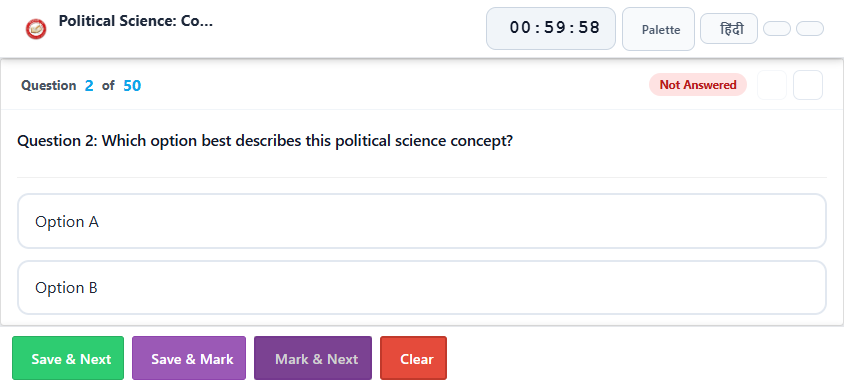 Political Science: Co...
00:59:58
Palette
हिंदी
Question 2 of 50
Not Answered
Question 2: Which option best describes this political science concept?
Option A
Option B
Save & Next
Save & Mark
Mark & Next
Clear